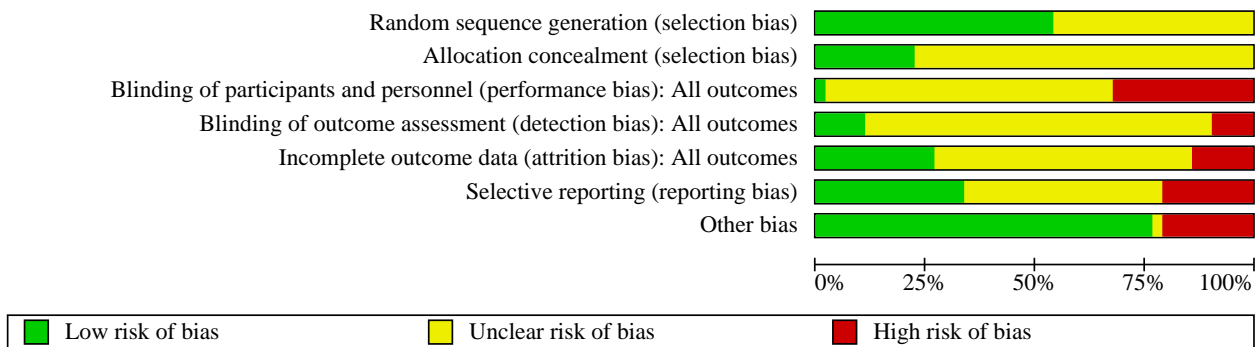 Random sequence generation (selection bias)
Allocation concealment (selection bias)
Blinding of participants and personnel (performance bias): All outcomes
Blinding of outcome assessment (detection bias): All outcomes
Incomplete outcome data (attrition bias): All outcomes
Selective reporting (reporting bias)
Other bias
0% 25% 50% 75% 100%
Low risk of bias Unclear risk of bias High risk of bias